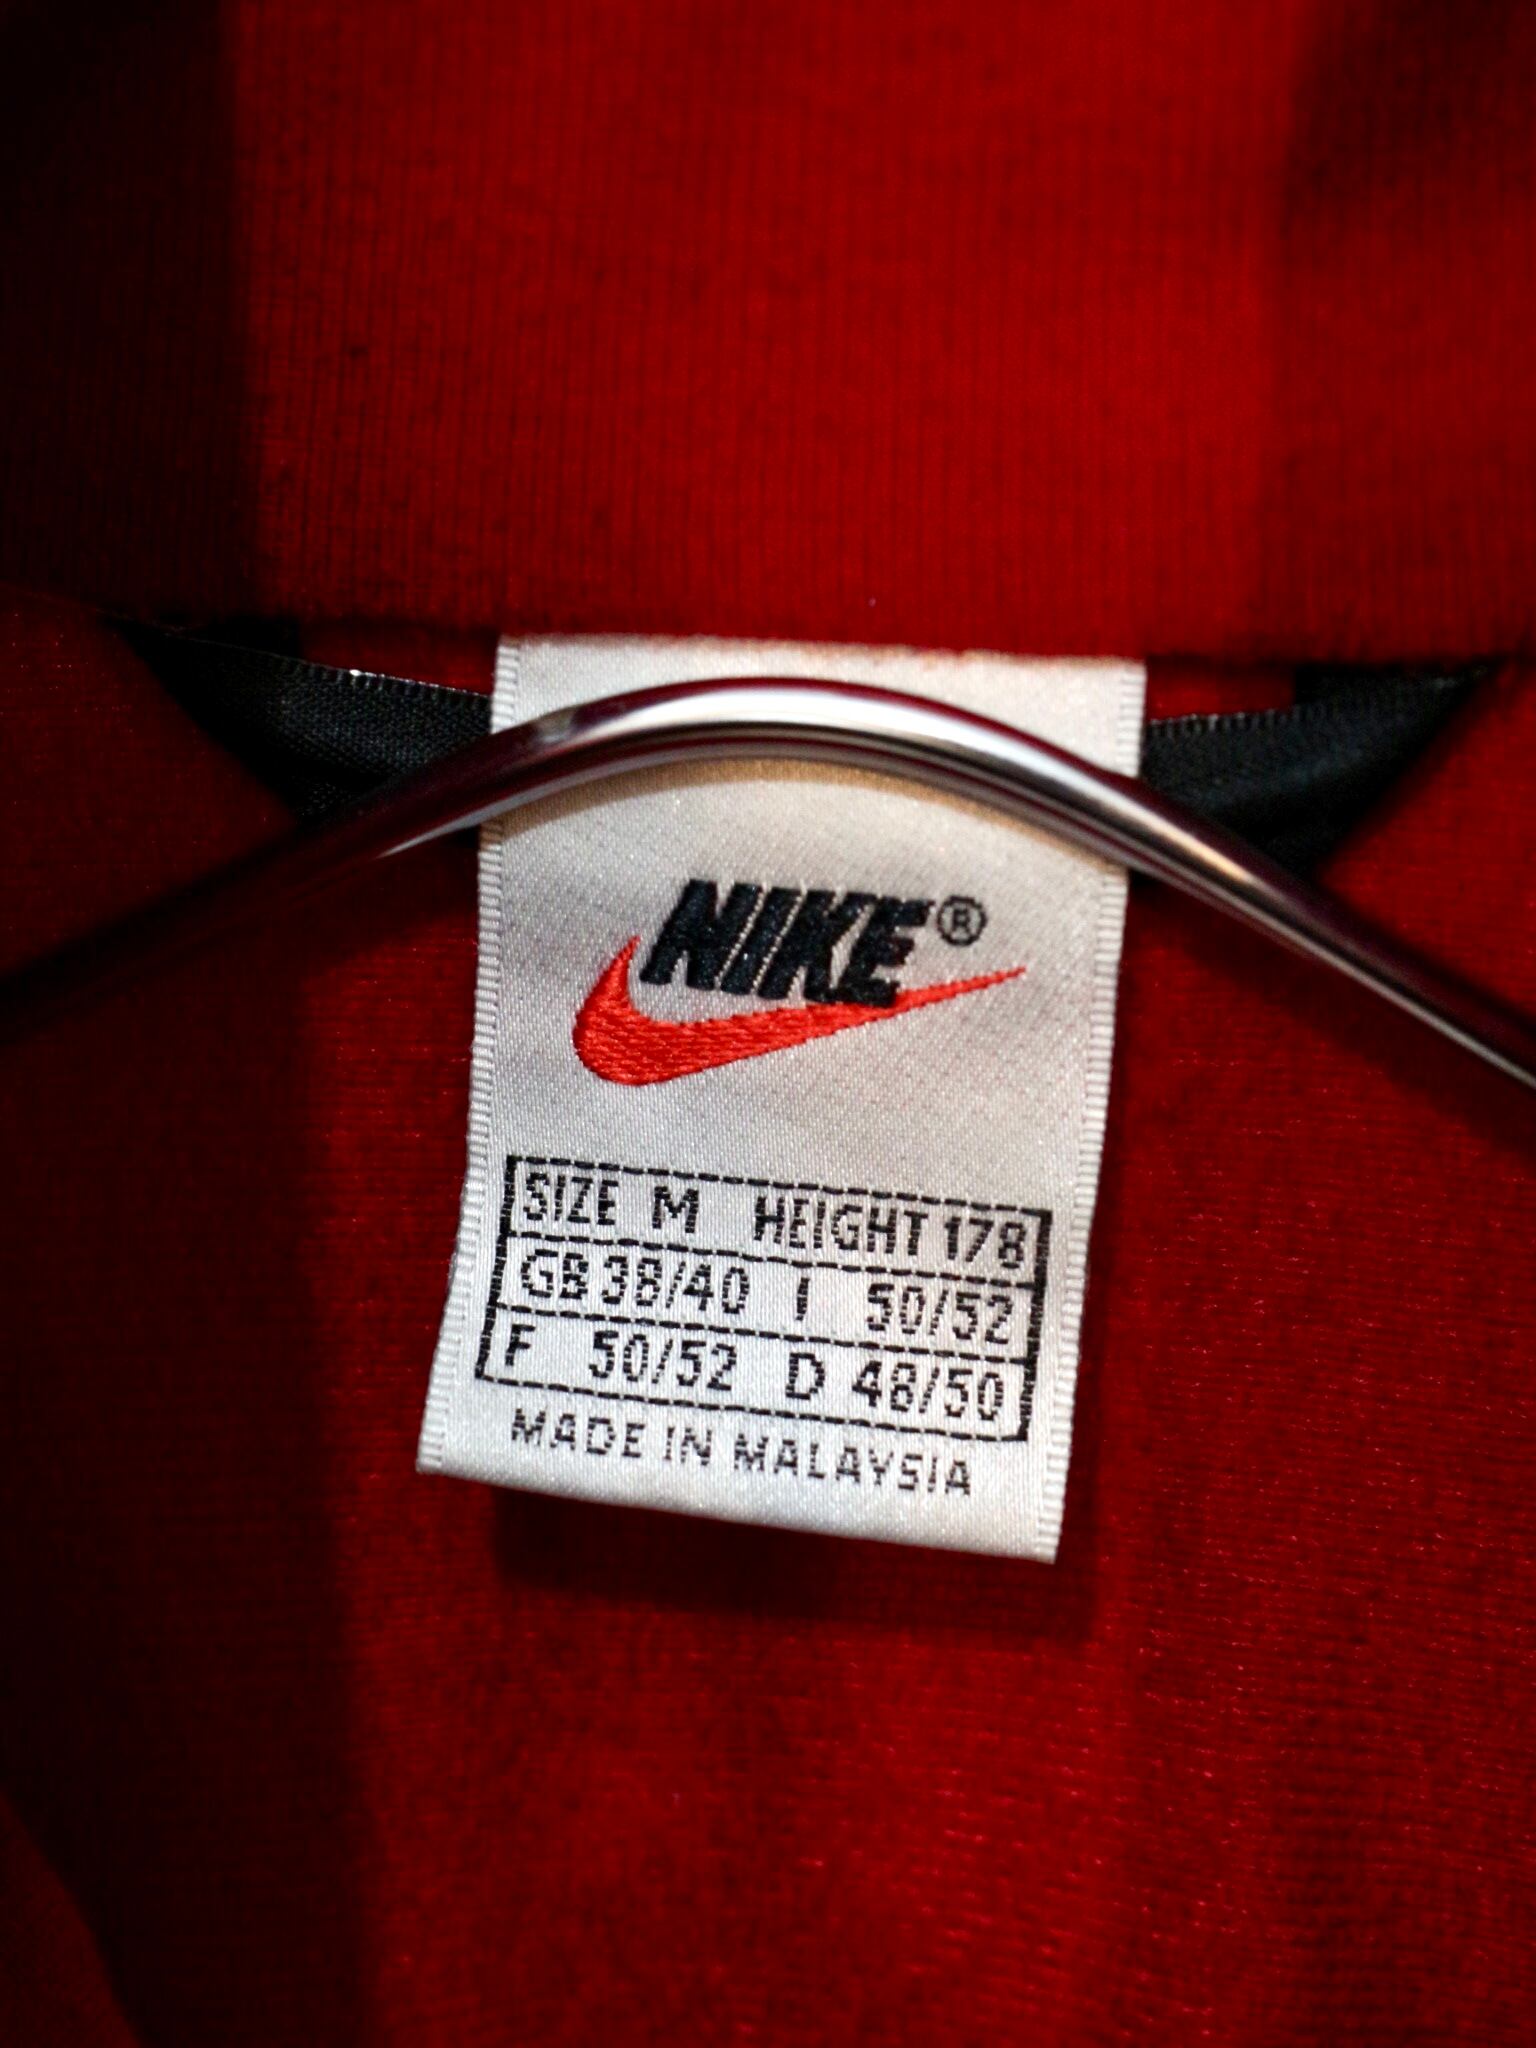 NIKE®
SIZE M HEIGHT 178
GB 38/40 I 50/52
F 50/52 D 48/50
MADE IN MALAYSIA